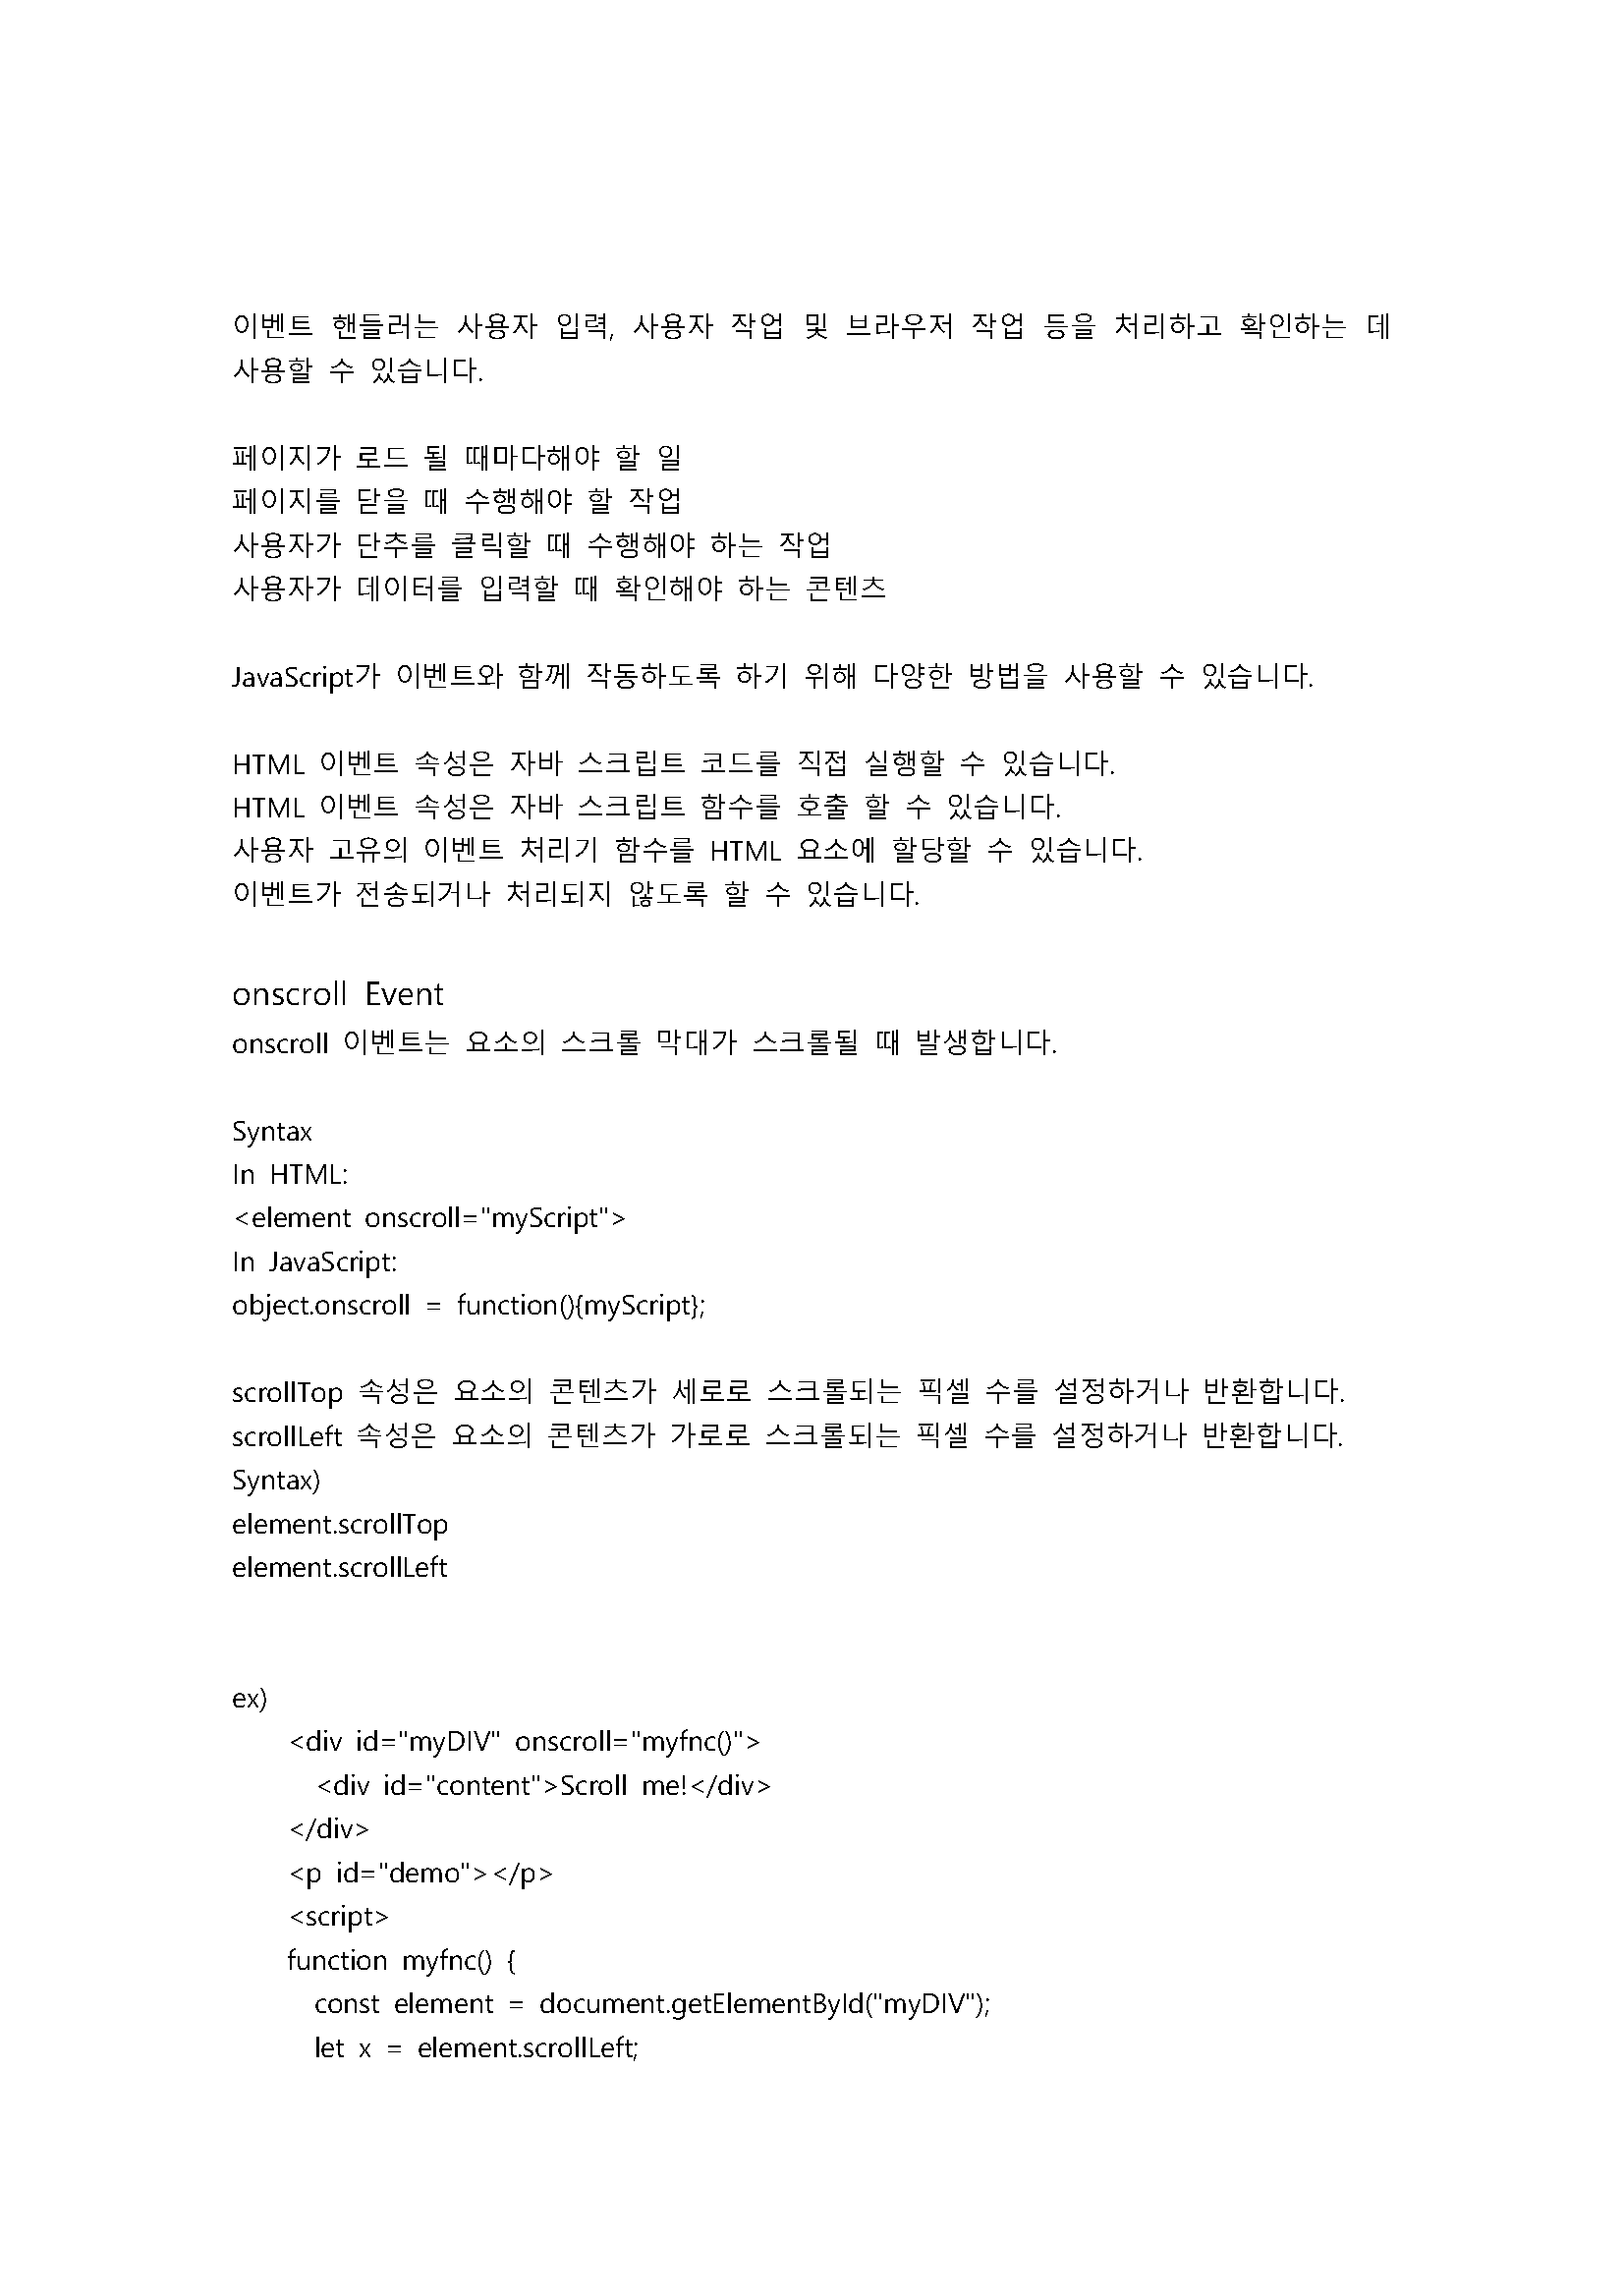 이벤트 핸들러는 사용자 입력, 사용자 작업 및 브라우저 작업 등을 처리하고 확인하는 데
사용할 수 있습니다.
페이지가 로드 될 때마다해야 할 일
페이지를 닫을 때 수행해야 할 작업
사용자가 단추를 클릭할 때 수행해야 하는 작업
사용자가 데이터를 입력할 때 확인해야 하는 콘텐츠
JavaScript가 이벤트와 함께 작동하도록 하기 위해 다양한 방법을 사용할 수 있습니다.
HTML 이벤트 속성은 자바 스크립트 코드를 직접 실행할 수 있습니다.
HTML 이벤트 속성은 자바 스크립트 함수를 호출 할 수 있습니다.
사용자 고유의 이벤트 처리기 함수를 HTML 요소에 할당할 수 있습니다.
이벤트가 전송되거나 처리되지 않도록 할 수 있습니다.
onscroll Event
onscroll 이벤트는 요소의 스크롤 막대가 스크롤될 때 발생합니다.
Syntax
In HTML:
<element onscroll="myScript">
In JavaScript:
object.onscroll = function(){myScript};
scrollTop 속성은 요소의 콘텐츠가 세로로 스크롤되는 픽셀 수를 설정하거나 반환합니다.
scrollLeft 속성은 요소의 콘텐츠가 가로로 스크롤되는 픽셀 수를 설정하거나 반환합니다.
Syntax)
element.scrollTop
element.scrollLeft
ex)
<div id="myDIV" onscroll="myfnc()">
<div id="content">Scroll me!</div>
</div>
<p id="demo"></p>
<script>
function myfnc() {
const element = document.getElementById("myDIV");
let x = element.scrollLeft;